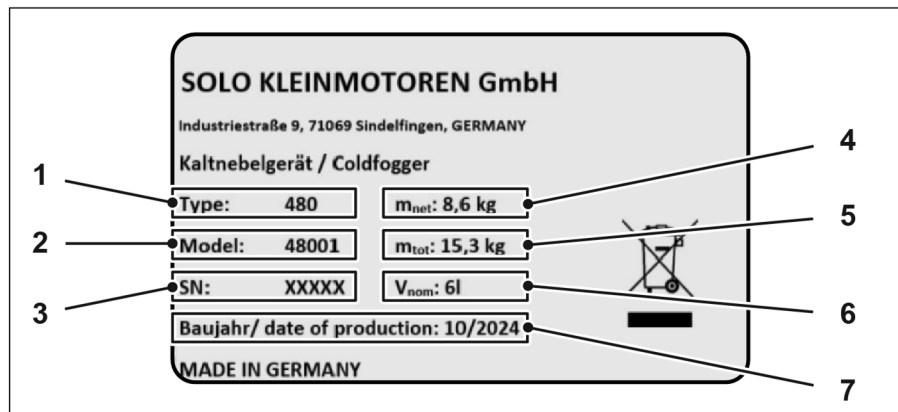 SOLO KLEINMOTOREN GmbH
Industriestraße 9, 71069 Sindelfingen, GERMANY
Kaltnebelgerät / Coldfogger
1 Type: 480 m_net: 8,6 kg 4
2 Model: 48001 m_tot: 15,3 kg 5
3 SN: XXXXX V_nom: 6l 6
Baujahr/ date of production: 10/2024 7
MADE IN GERMANY